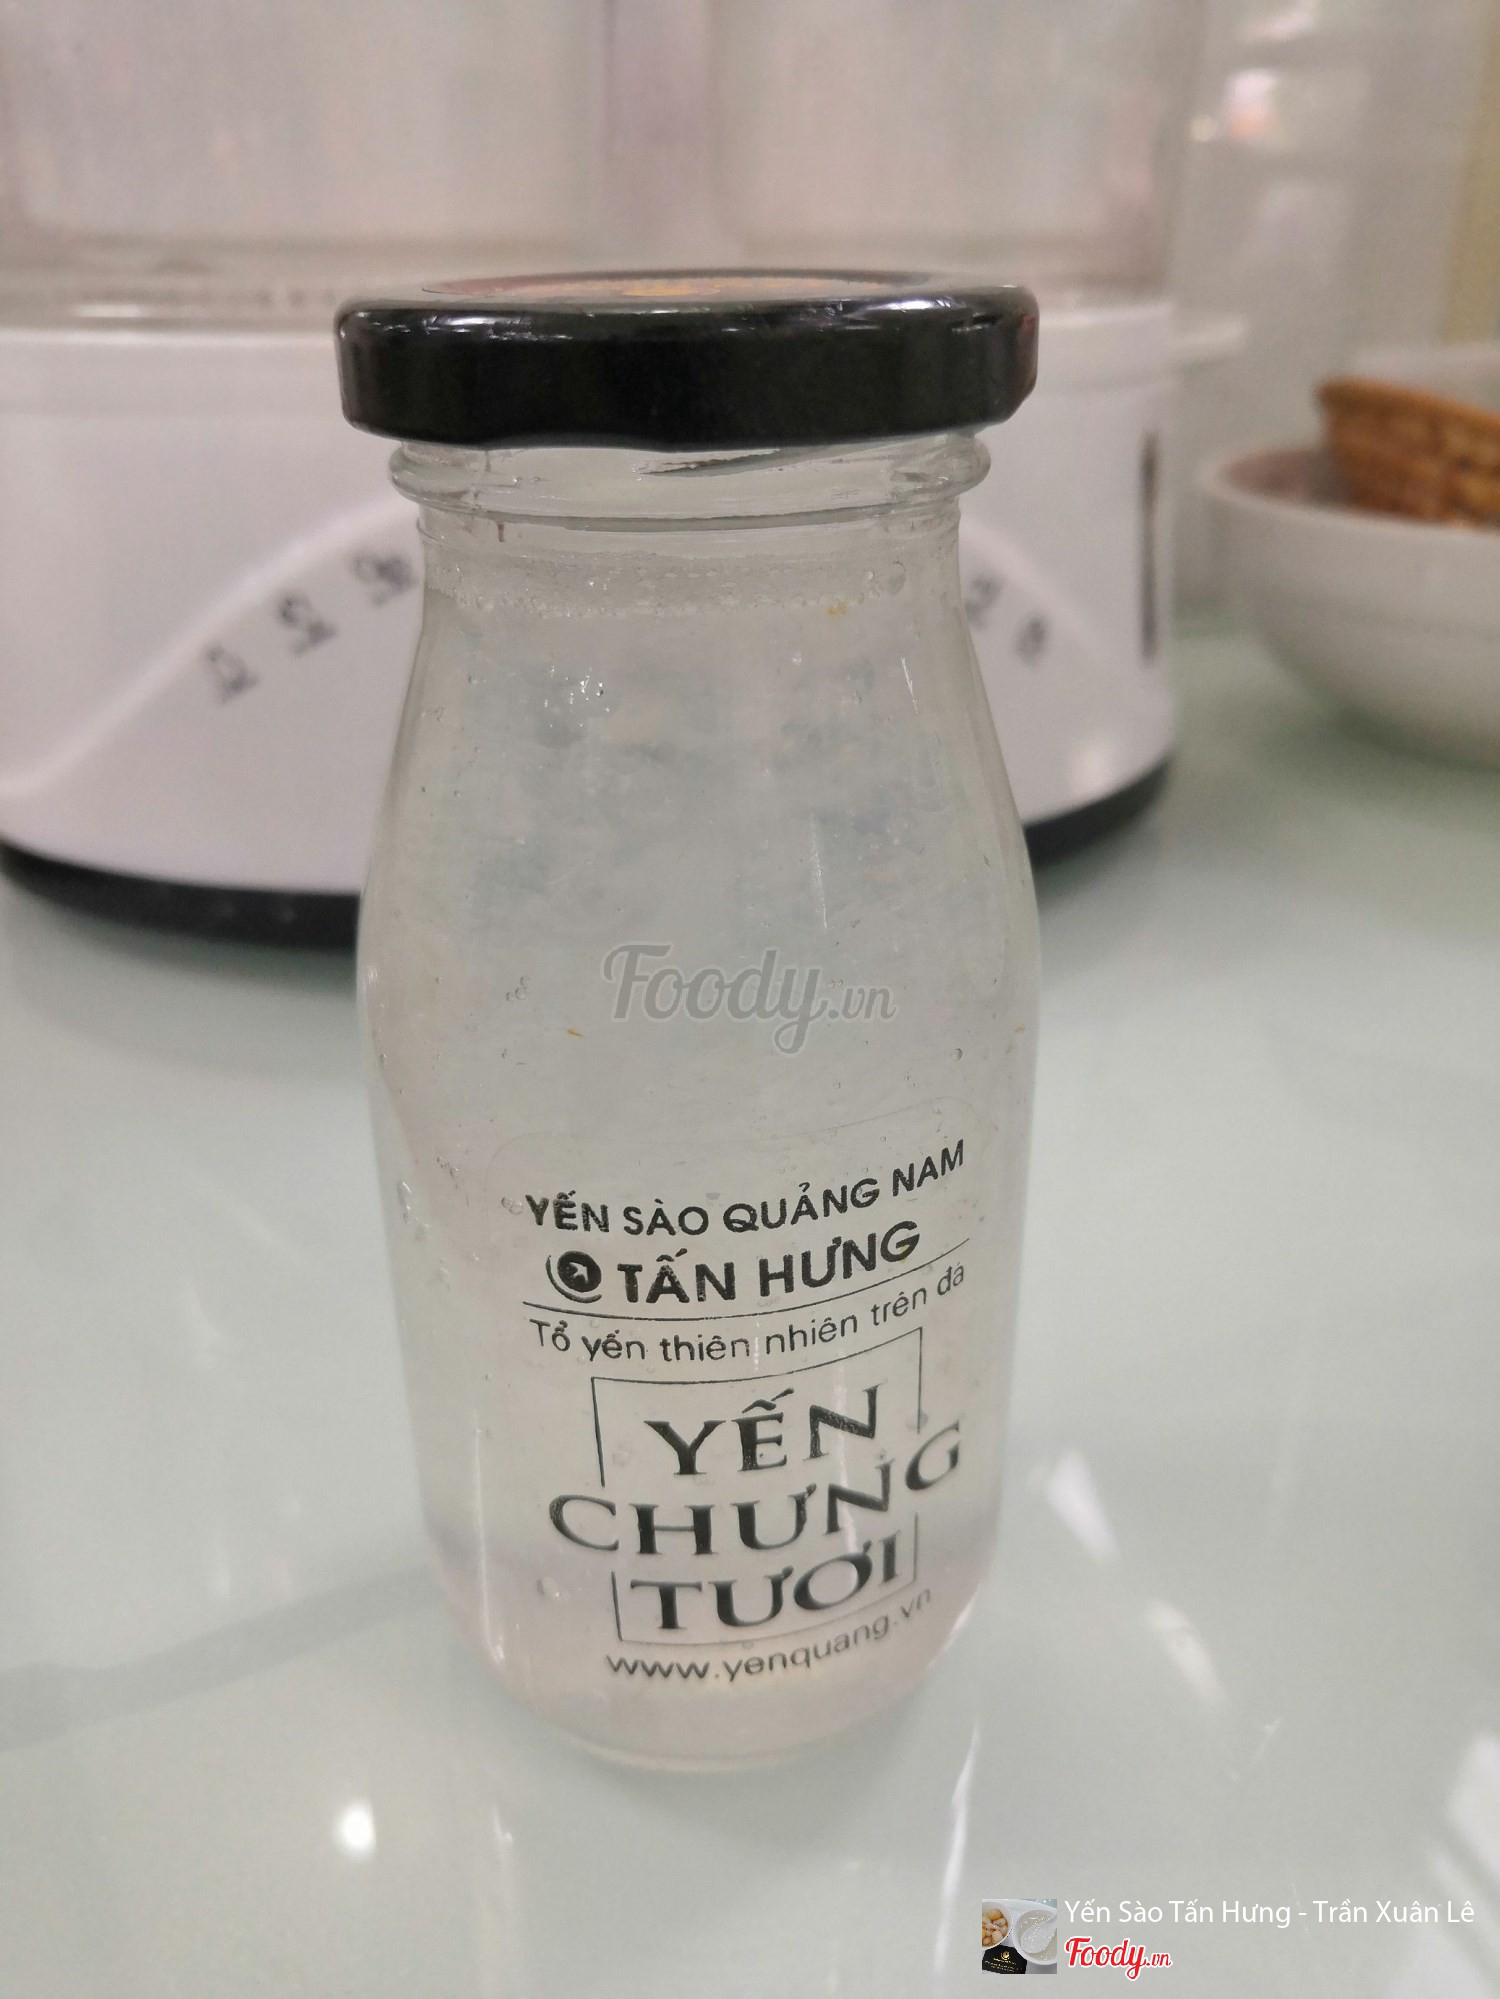 Foody.vn
YẾN SÀO QUẢNG NAM
TẤN HƯNG
Tổ yến thiên nhiên trên đá
YẾN
CHƯNG
TƯƠI
www.yenquang.vn
Yến Sào Tấn Hưng - Trần Xuân Lê
Foody.vn